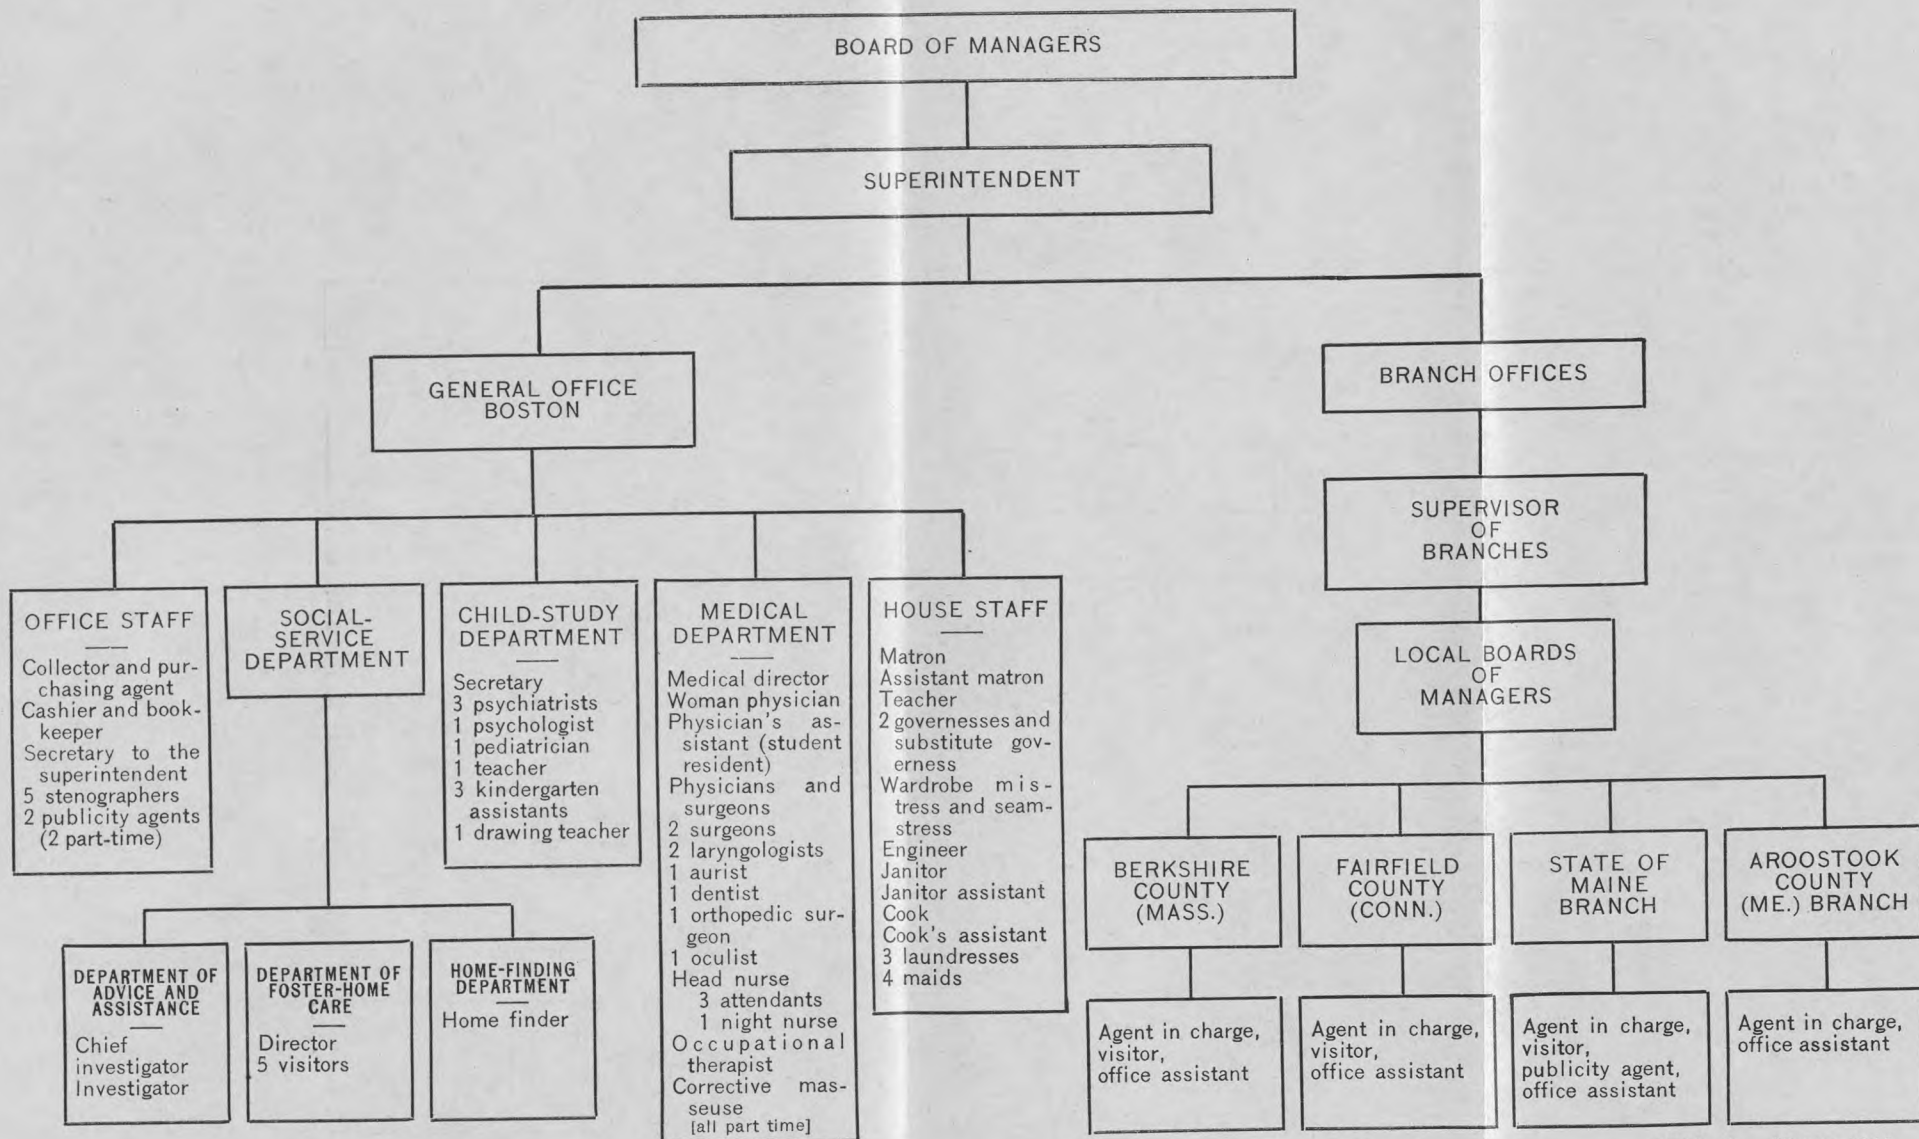 BOARD OF MANAGERS
SUPERINTENDENT
GENERAL OFFICE
BOSTON
BRANCH OFFICES
SUPERVISOR
OF
BRANCHES
LOCAL BOARDS
OF
MANAGERS
OFFICE STAFF
Collector and pur-
chasing agent
Cashier and book-
keeper
Secretary to the
superintendent
5 stenographers
2 publicity agents
(2 part-time)
SOCIAL-
SERVICE
DEPARTMENT
CHILD-STUDY
DEPARTMENT
Secretary
3 psychiatrists
1 psychologist
1 pediatrician
1 teacher
3 kindergarten
assistants
1 drawing teacher
MEDICAL
DEPARTMENT
Medical director
Woman physician
Physician's as-
sistant (student
resident)
Physicians and
surgeons
2 surgeons
2 laryngologists
1 aurist
1 dentist
1 orthopedic sur-
geon
1 oculist
Head nurse
3 attendants
1 night nurse
Occupational
therapist
Corrective mas-
seuse
[all part time]
HOUSE STAFF
Matron
Assistant matron
Teacher
2 governesses and
substitute gov-
erness
Wardrobe mis-
tress and seam-
stress
Engineer
Janitor
Janitor assistant
Cook
Cook's assistant
3 laundresses
4 maids
DEPARTMENT OF
ADVICE AND
ASSISTANCE
Chief
investigator
Investigator
DEPARTMENT OF
FOSTER-HOME
CARE
Director
5 visitors
HOME-FINDING
DEPARTMENT
Home finder
BERKSHIRE
COUNTY
(MASS.)
FAIRFIELD
COUNTY
(CONN.)
STATE OF
MAINE
BRANCH
AROOSTOOK
COUNTY
(ME.) BRANCH
Agent in charge,
visitor,
office assistant
Agent in charge,
visitor,
office assistant
Agent in charge,
visitor,
publicity agent,
office assistant
Agent in charge,
office assistant